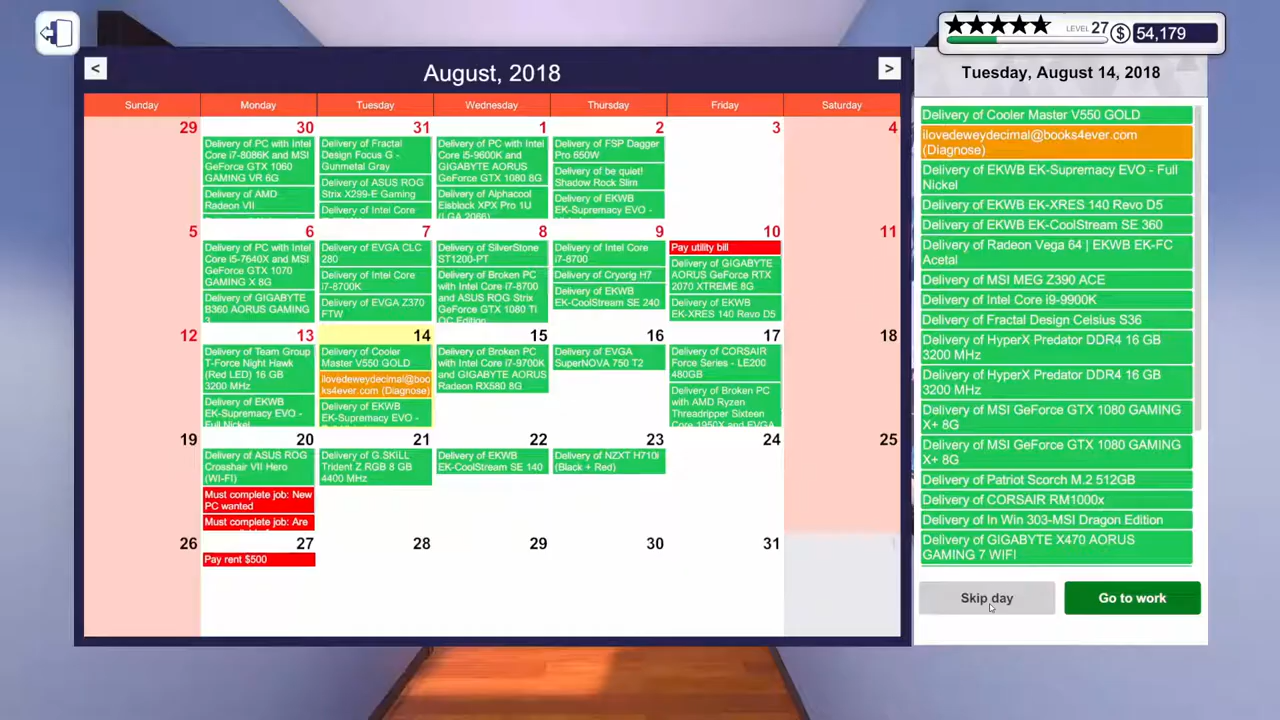 LEVEL 27 $ 54,179
< August, 2018 >
Sunday Monday Tuesday Wednesday Thursday Friday Saturday
29 30 31 1 2 3 4
Delivery of PC with Intel
Core i7-8086K and MSI
GeForce GTX 1060
GAMING VR 6G
Delivery of AMD
Radeon VII
Delivery of Fractal
Design Focus G -
Gunmetal Gray
Delivery of ASUS ROG
Strix X299-E Gaming
Delivery of Intel Core
Delivery of PC with Intel
Core i5-9600K and
GIGABYTE AORUS
GeForce GTX 1080 8G
Delivery of Alphacool
Eisblock XPX Pro 1U
(LGA 2066)
Delivery of FSP Dagger
Pro 650W
Delivery of be quiet!
Shadow Rock Slim
Delivery of EKWB
EK-Supremacy EVO -
5 6 7 8 9 10 11
Delivery of PC with Intel
Core i5-7640X and MSI
GeForce GTX 1070
GAMING X 8G
Delivery of GIGABYTE
B360 AORUS GAMING
3
Delivery of EVGA CLC
280
Delivery of Intel Core
i7-8700K
Delivery of EVGA Z370
FTW
Delivery of SilverStone
ST1200-PT
Delivery of Broken PC
with Intel Core i7-8700
and ASUS ROG Strix
GeForce GTX 1080 TI
OC Edition
Delivery of Intel Core
i7-8700
Delivery of Cryorig H7
Delivery of EKWB
EK-CoolStream SE 240
Pay utility bill
Delivery of GIGABYTE
AORUS GeForce RTX
2070 XTREME 8G
Delivery of EKWB
EK-XRES 140 Revo D5
12 13 14 15 16 17 18
Delivery of Team Group
T-Force Night Hawk
(Red LED) 16 GB
3200 MHz
Delivery of EKWB
EK-Supremacy EVO -
Full Nickel
Delivery of Cooler
Master V550 GOLD
ilovedeweydecimal@boo
ks4ever.com (Diagnose)
Delivery of EKWB
EK-Supremacy EVO -
Delivery of Broken PC
with Intel Core i7-9700K
and GIGABYTE AORUS
Radeon RX580 8G
Delivery of EVGA
SuperNOVA 750 T2
Delivery of CORSAIR
Force Series - LE200
480GB
Delivery of Broken PC
with AMD Ryzen
Threadripper Sixteen
Core 1950X and EVGA
19 20 21 22 23 24 25
Delivery of ASUS ROG
Crosshair VII Hero
(WI-FI)
Must complete job: New
PC wanted
Must complete job: Are
Delivery of G.SKILL
Trident Z RGB 8 GB
4400 MHz
Delivery of EKWB
EK-CoolStream SE 140
Delivery of NZXT H710i
(Black + Red)
26 27 28 29 30 31 1
Pay rent $500
Tuesday, August 14, 2018
Delivery of Cooler Master V550 GOLD
ilovedeweydecimal@books4ever.com
(Diagnose)
Delivery of EKWB EK-Supremacy EVO - Full
Nickel
Delivery of EKWB EK-XRES 140 Revo D5
Delivery of EKWB EK-CoolStream SE 360
Delivery of Radeon Vega 64 | EKWB EK-FC
Acetal
Delivery of MSI MEG Z390 ACE
Delivery of Intel Core i9-9900K
Delivery of Fractal Design Celsius S36
Delivery of HyperX Predator DDR4 16 GB
3200 MHz
Delivery of HyperX Predator DDR4 16 GB
3200 MHz
Delivery of MSI GeForce GTX 1080 GAMING
X+ 8G
Delivery of MSI GeForce GTX 1080 GAMING
X+ 8G
Delivery of Patriot Scorch M.2 512GB
Delivery of CORSAIR RM1000x
Delivery of In Win 303-MSI Dragon Edition
Delivery of GIGABYTE X470 AORUS
GAMING 7 WIFI
Skip day Go to work